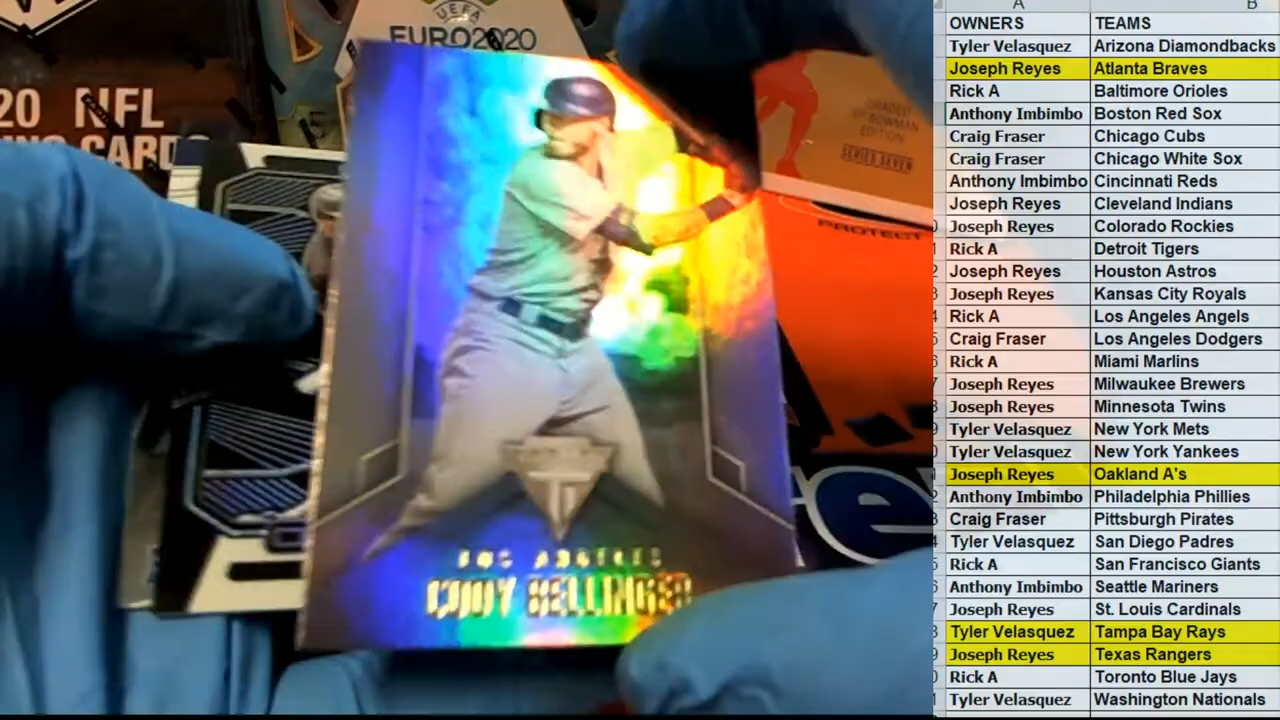 UEFA
EURO2020
20 NFL
LOADED
BOWMAN
EDITION
SERIES SEVEN
PROTECT
LOS ANGELES
CODY BELLINGER
A B
OWNERS TEAMS
Tyler Velasquez Arizona Diamondbacks
Joseph Reyes Atlanta Braves
Rick A Baltimore Orioles
Anthony Imbimbo Boston Red Sox
Craig Fraser Chicago Cubs
Craig Fraser Chicago White Sox
Anthony Imbimbo Cincinnati Reds
Joseph Reyes Cleveland Indians
Joseph Reyes Colorado Rockies
Rick A Detroit Tigers
Joseph Reyes Houston Astros
Joseph Reyes Kansas City Royals
Rick A Los Angeles Angels
Craig Fraser Los Angeles Dodgers
Rick A Miami Marlins
Joseph Reyes Milwaukee Brewers
Joseph Reyes Minnesota Twins
Tyler Velasquez New York Mets
Tyler Velasquez New York Yankees
Joseph Reyes Oakland A's
Anthony Imbimbo Philadelphia Phillies
Craig Fraser Pittsburgh Pirates
Tyler Velasquez San Diego Padres
Rick A San Francisco Giants
Anthony Imbimbo Seattle Mariners
Joseph Reyes St. Louis Cardinals
Tyler Velasquez Tampa Bay Rays
Joseph Reyes Texas Rangers
Rick A Toronto Blue Jays
Tyler Velasquez Washington Nationals